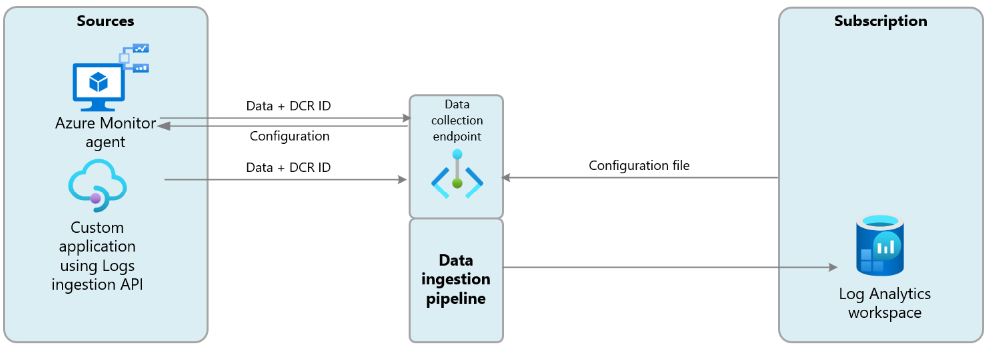 Sources
Azure Monitor
agent
Custom
application
using Logs
ingestion API
Data + DCR ID
Configuration
Data + DCR ID
Data
collection
endpoint
Data
ingestion
pipeline
Configuration file
Subscription
Log Analytics
workspace